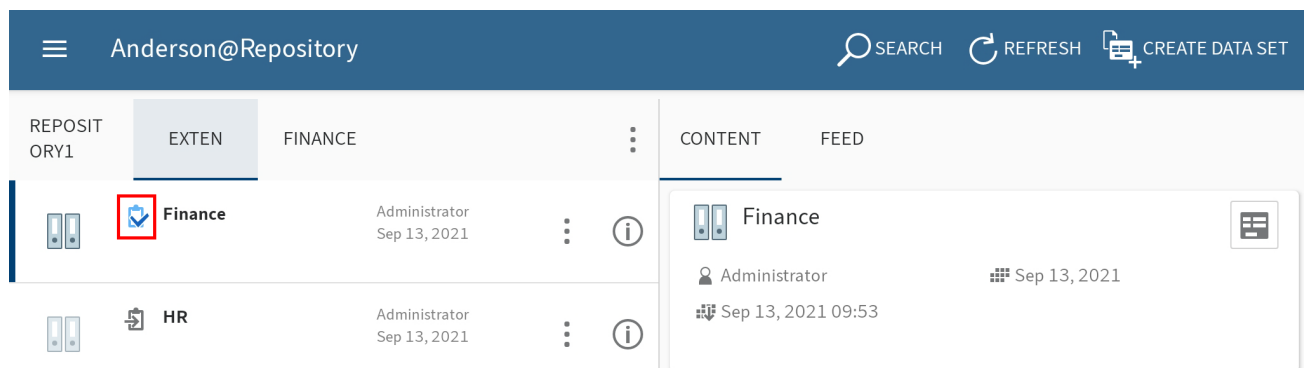 Anderson@Repository
SEARCH
REFRESH
CREATE DATA SET
REPOSIT
ORY1
EXTEN
FINANCE
CONTENT
FEED
Finance
Administrator
Sep 13, 2021
HR
Administrator
Sep 13, 2021
Finance
Administrator
Sep 13, 2021
Sep 13, 2021 09:53